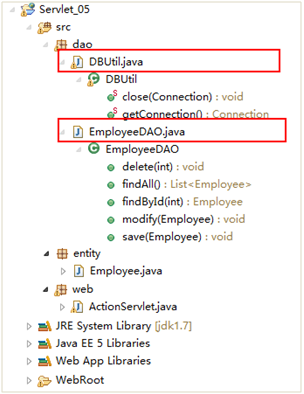 Servlet_05
src
dao
DBUtil.java
DBUtil
close(Connection) : void
getConnection() : Connection
EmployeeDAO.java
EmployeeDAO
delete(int) : void
findAll() : List<Employee>
findById(int) : Employee
modify(Employee) : void
save(Employee) : void
entity
Employee.java
web
ActionServlet.java
JRE System Library [jdk1.7]
Java EE 5 Libraries
Web App Libraries
WebRoot